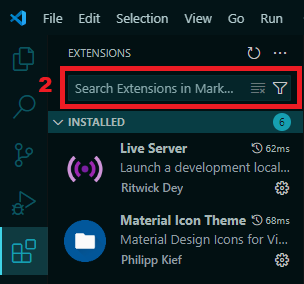 File Edit Selection View Go Run
EXTENSIONS
2
Search Extensions in Mark...
INSTALLED 6
Live Server 62ms
Launch a development local...
Ritwick Dey
Material Icon Theme 68ms
Material Design Icons for Vi...
Philipp Kief